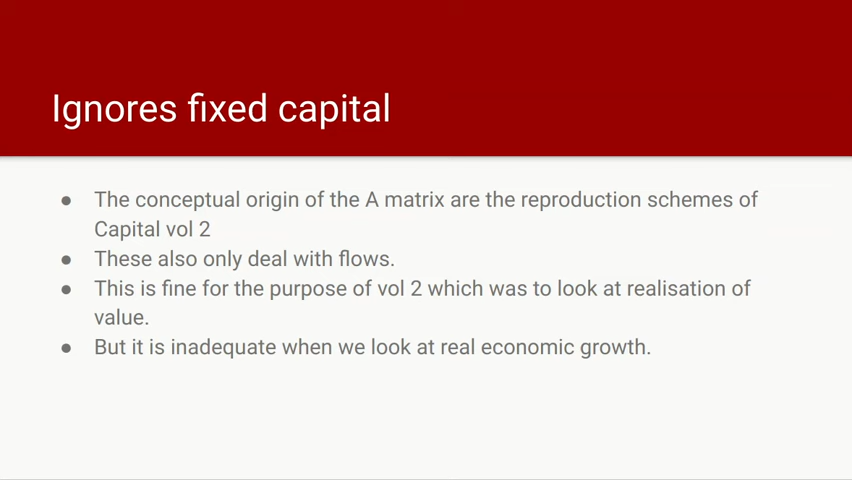 Ignores fixed capital
● The conceptual origin of the A matrix are the reproduction schemes of
Capital vol 2
● These also only deal with flows.
● This is fine for the purpose of vol 2 which was to look at realisation of
value.
● But it is inadequate when we look at real economic growth.